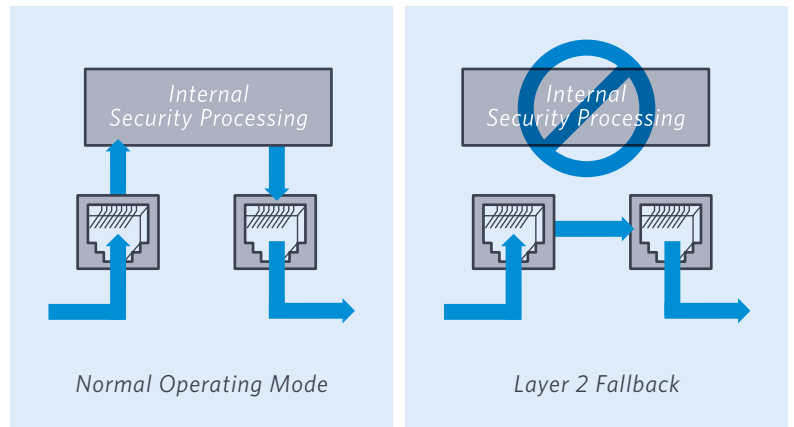 Internal
Security Processing
Normal Operating Mode
Internal
Security Processing
Layer 2 Fallback